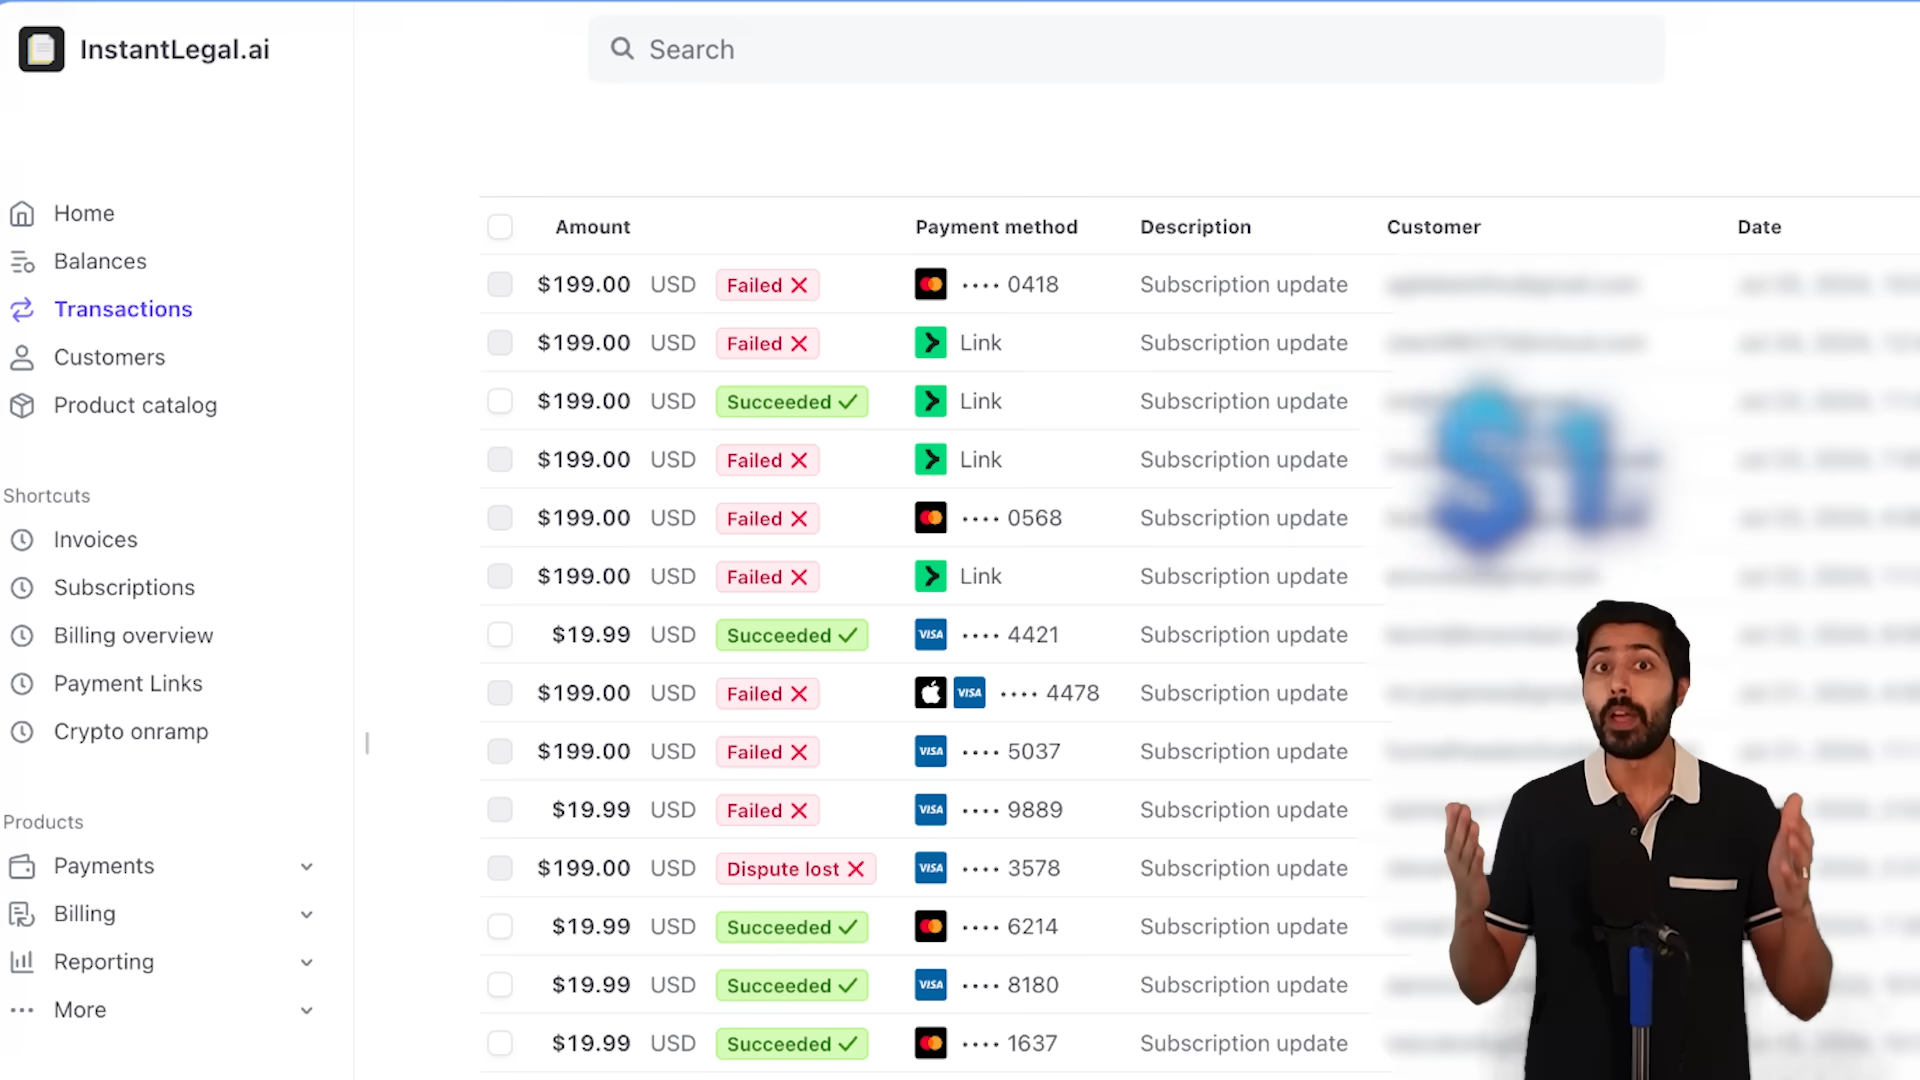 InstantLegal.ai
Search
Home
Balances
Transactions
Customers
Product catalog
Shortcuts
Invoices
Subscriptions
Billing overview
Payment Links
Crypto onramp
Products
Payments
Billing
Reporting
More
Amount Payment method Description Customer Date
$199.00 USD Failed •••• 0418 Subscription update
$199.00 USD Failed Link Subscription update
$199.00 USD Succeeded Link Subscription update
$199.00 USD Failed Link Subscription update
$199.00 USD Failed •••• 0568 Subscription update
$199.00 USD Failed Link Subscription update
$19.99 USD Succeeded VISA •••• 4421 Subscription update
$199.00 USD Failed VISA •••• 4478 Subscription update
$199.00 USD Failed VISA •••• 5037 Subscription update
$19.99 USD Failed VISA •••• 9889 Subscription update
$199.00 USD Dispute lost VISA •••• 3578 Subscription update
$19.99 USD Succeeded •••• 6214 Subscription update
$19.99 USD Succeeded VISA •••• 8180 Subscription update
$19.99 USD Succeeded •••• 1637 Subscription update